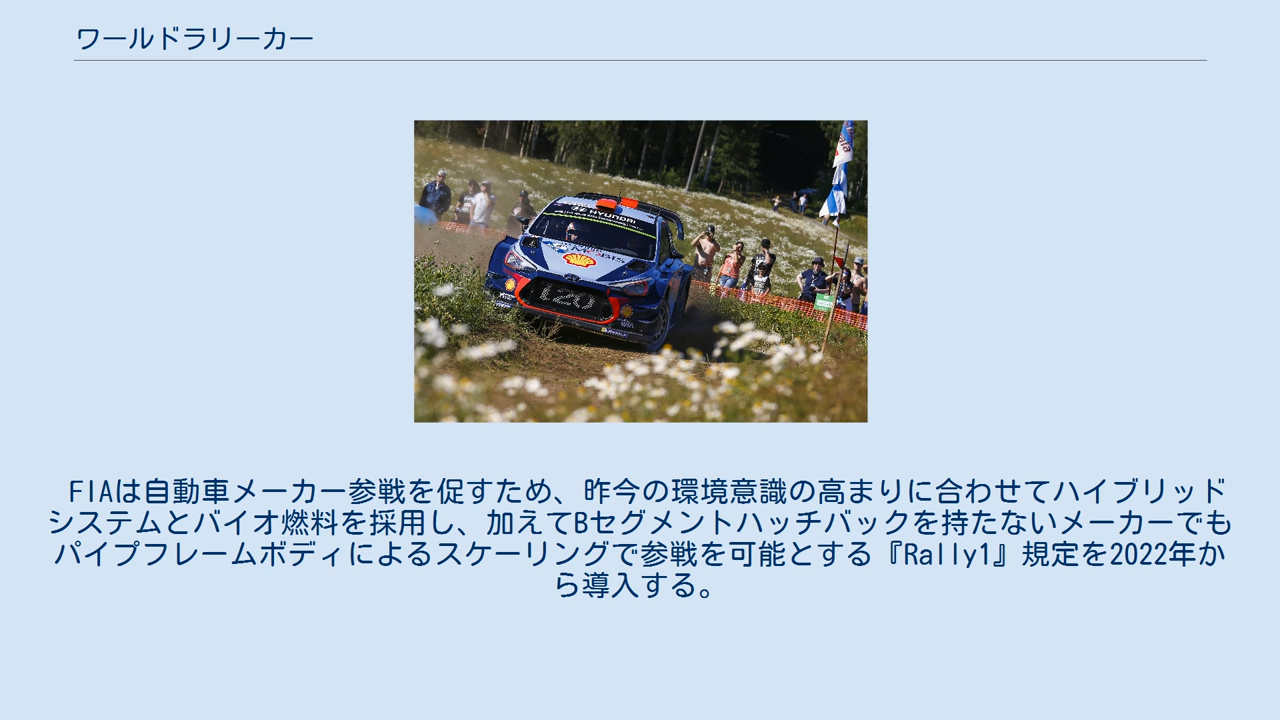 ワールドラリーカー
HYUNDAI
MOBIS
FIAは自動車メーカー参戦を促すため、昨今の環境意識の高まりに合わせてハイブリッド
システムとバイオ燃料を採用し、加えてBセグメントハッチバックを持たないメーカーでも
パイプフレームボディによるスケーリングで参戦を可能とする『Rally1』規定を2022年か
ら導入する。